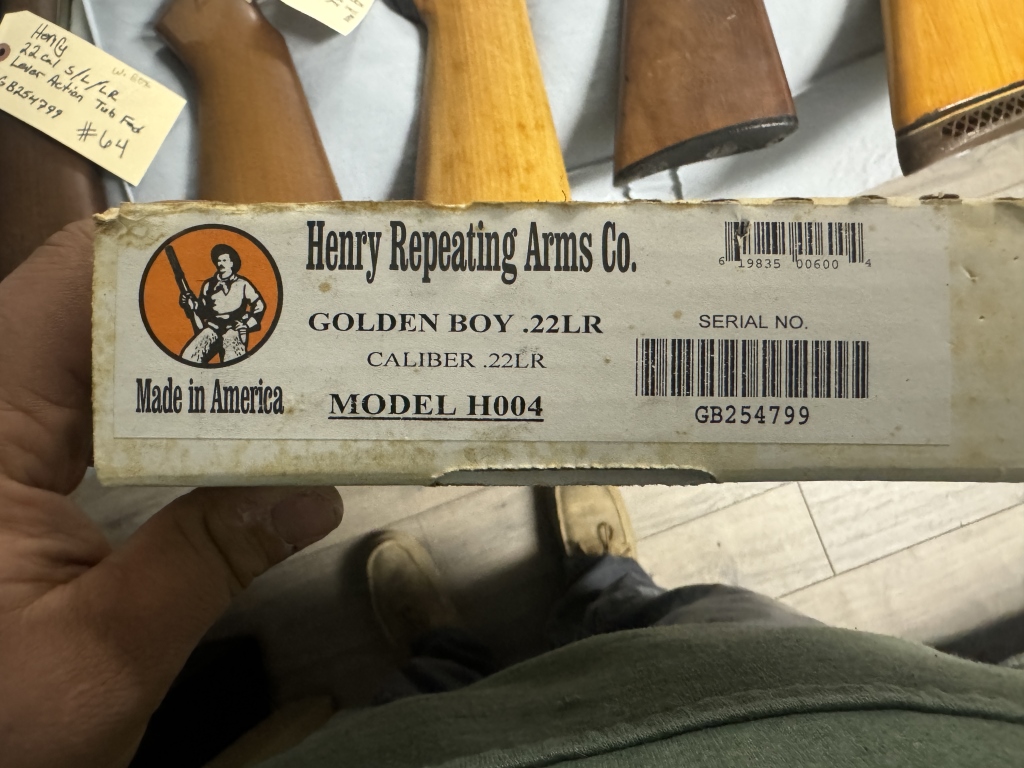 Henry
22 Cal S/L/LR
Lever Action Tub Fed
GB254799
#64
Henry Repeating Arms Co.
6 19835 00600 4
GOLDEN BOY .22LR
SERIAL NO.
CALIBER .22LR
Made in America
MODEL H004
GB254799